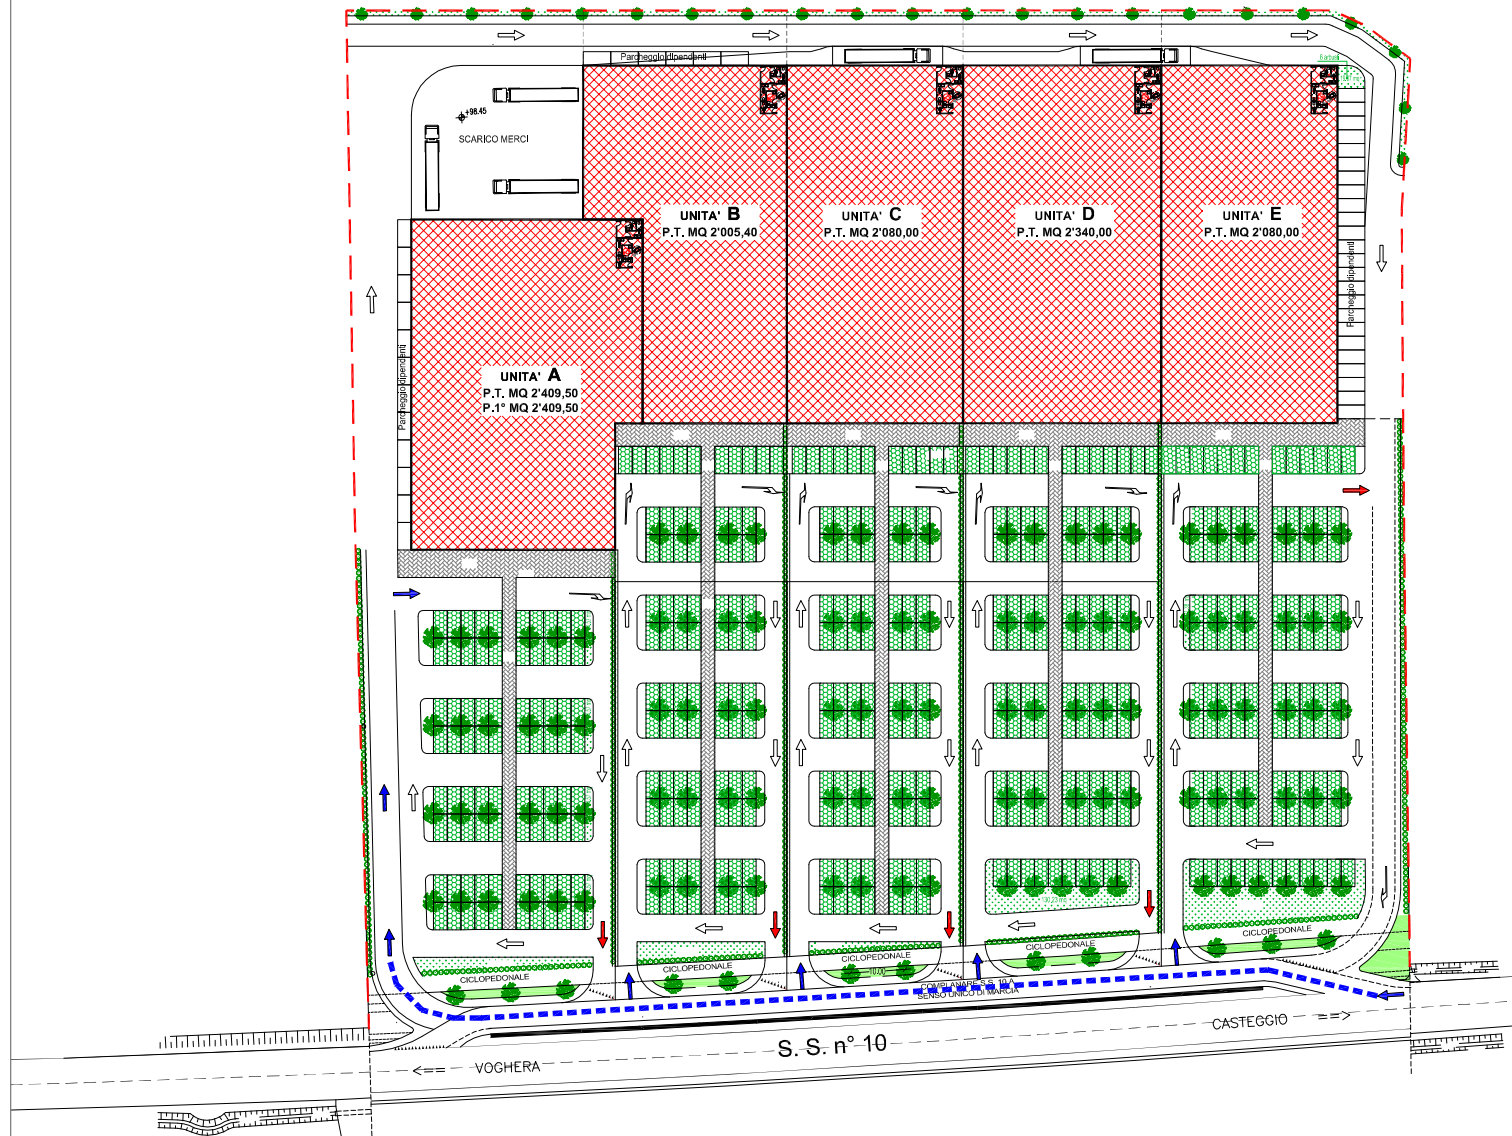 Parcheggio dipendenti
+98.45
SCARICO MERCI
UNITA' B
P.T. MQ 2'005,40
UNITA' C
P.T. MQ 2'080,00
UNITA' D
P.T. MQ 2'340,00
UNITA' E
P.T. MQ 2'080,00
Parcheggio dipendenti
UNITA' A
P.T. MQ 2'409,50
P.1° MQ 2'409,50
Parcheggio dipendenti
CICLOPEDONALE
CICLOPEDONALE
CICLOPEDONALE
CICLOPEDONALE
CICLOPEDONALE
10,00
COMPLANARE S.S. 10 A
SENSO UNICO DI MARCIA
CASTEGGIO ==>
S. S. n° 10
<== VOGHERA